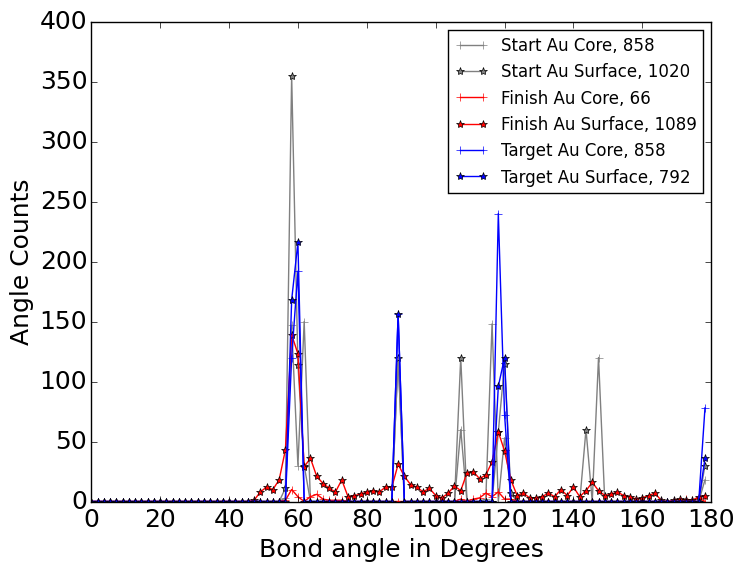 400
350
300
250
200
150
100
50
0
Angle Counts
Start Au Core, 858
Start Au Surface, 1020
Finish Au Core, 66
Finish Au Surface, 1089
Target Au Core, 858
Target Au Surface, 792
0 20 40 60 80 100 120 140 160 180
Bond angle in Degrees